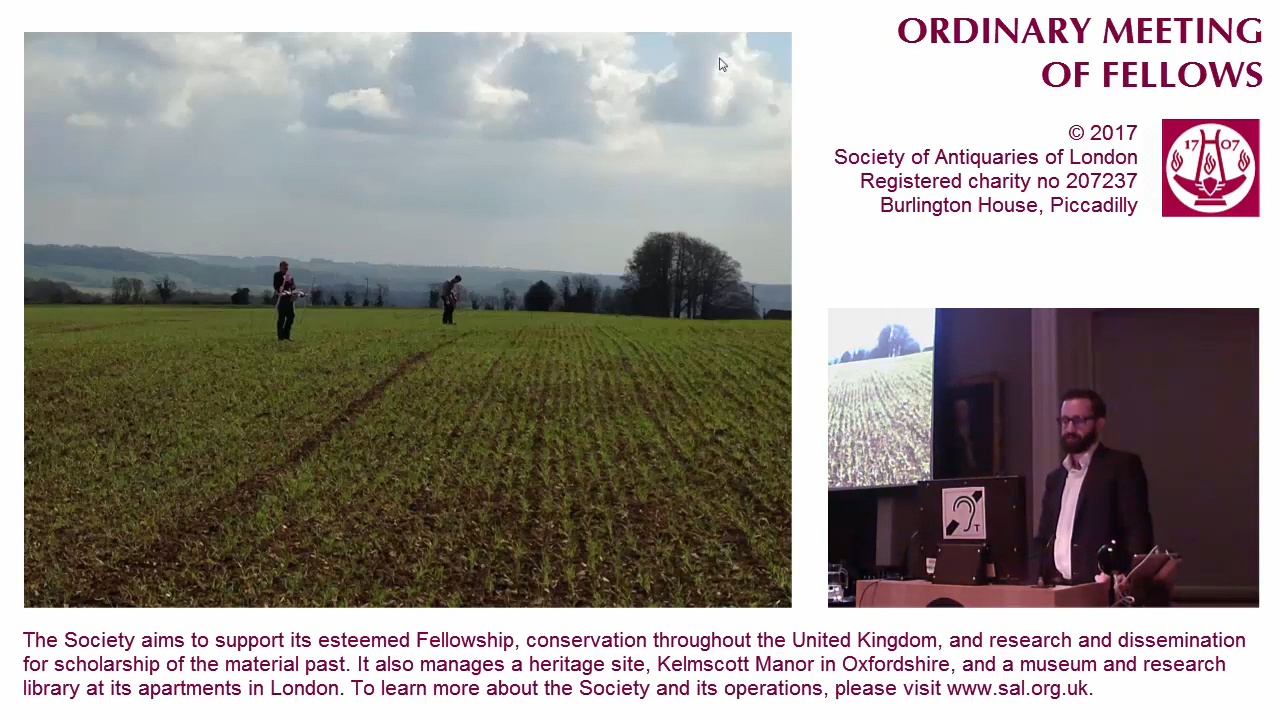 ORDINARY MEETING
OF FELLOWS
© 2017
Society of Antiquaries of London
Registered charity no 207237
Burlington House, Piccadilly
17 07
T
The Society aims to support its esteemed Fellowship, conservation throughout the United Kingdom, and research and dissemination
for scholarship of the material past. It also manages a heritage site, Kelmscott Manor in Oxfordshire, and a museum and research
library at its apartments in London. To learn more about the Society and its operations, please visit www.sal.org.uk.